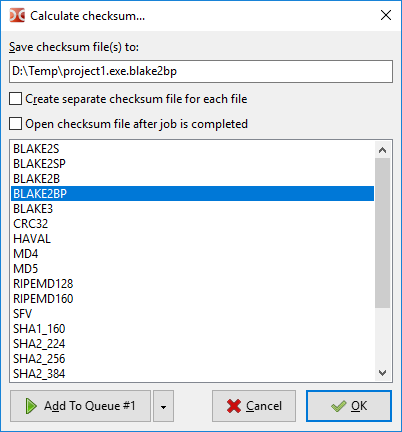 Calculate checksum...
Save checksum file(s) to:
D:\Temp\project1.exe.blake2bp
Create separate checksum file for each file
Open checksum file after job is completed
BLAKE2S
BLAKE2SP
BLAKE2B
BLAKE2BP
BLAKE3
CRC32
HAVAL
MD4
MD5
RIPEMD128
RIPEMD160
SFV
SHA1_160
SHA2_224
SHA2_256
SHA2_384
Add To Queue #1
Cancel
OK